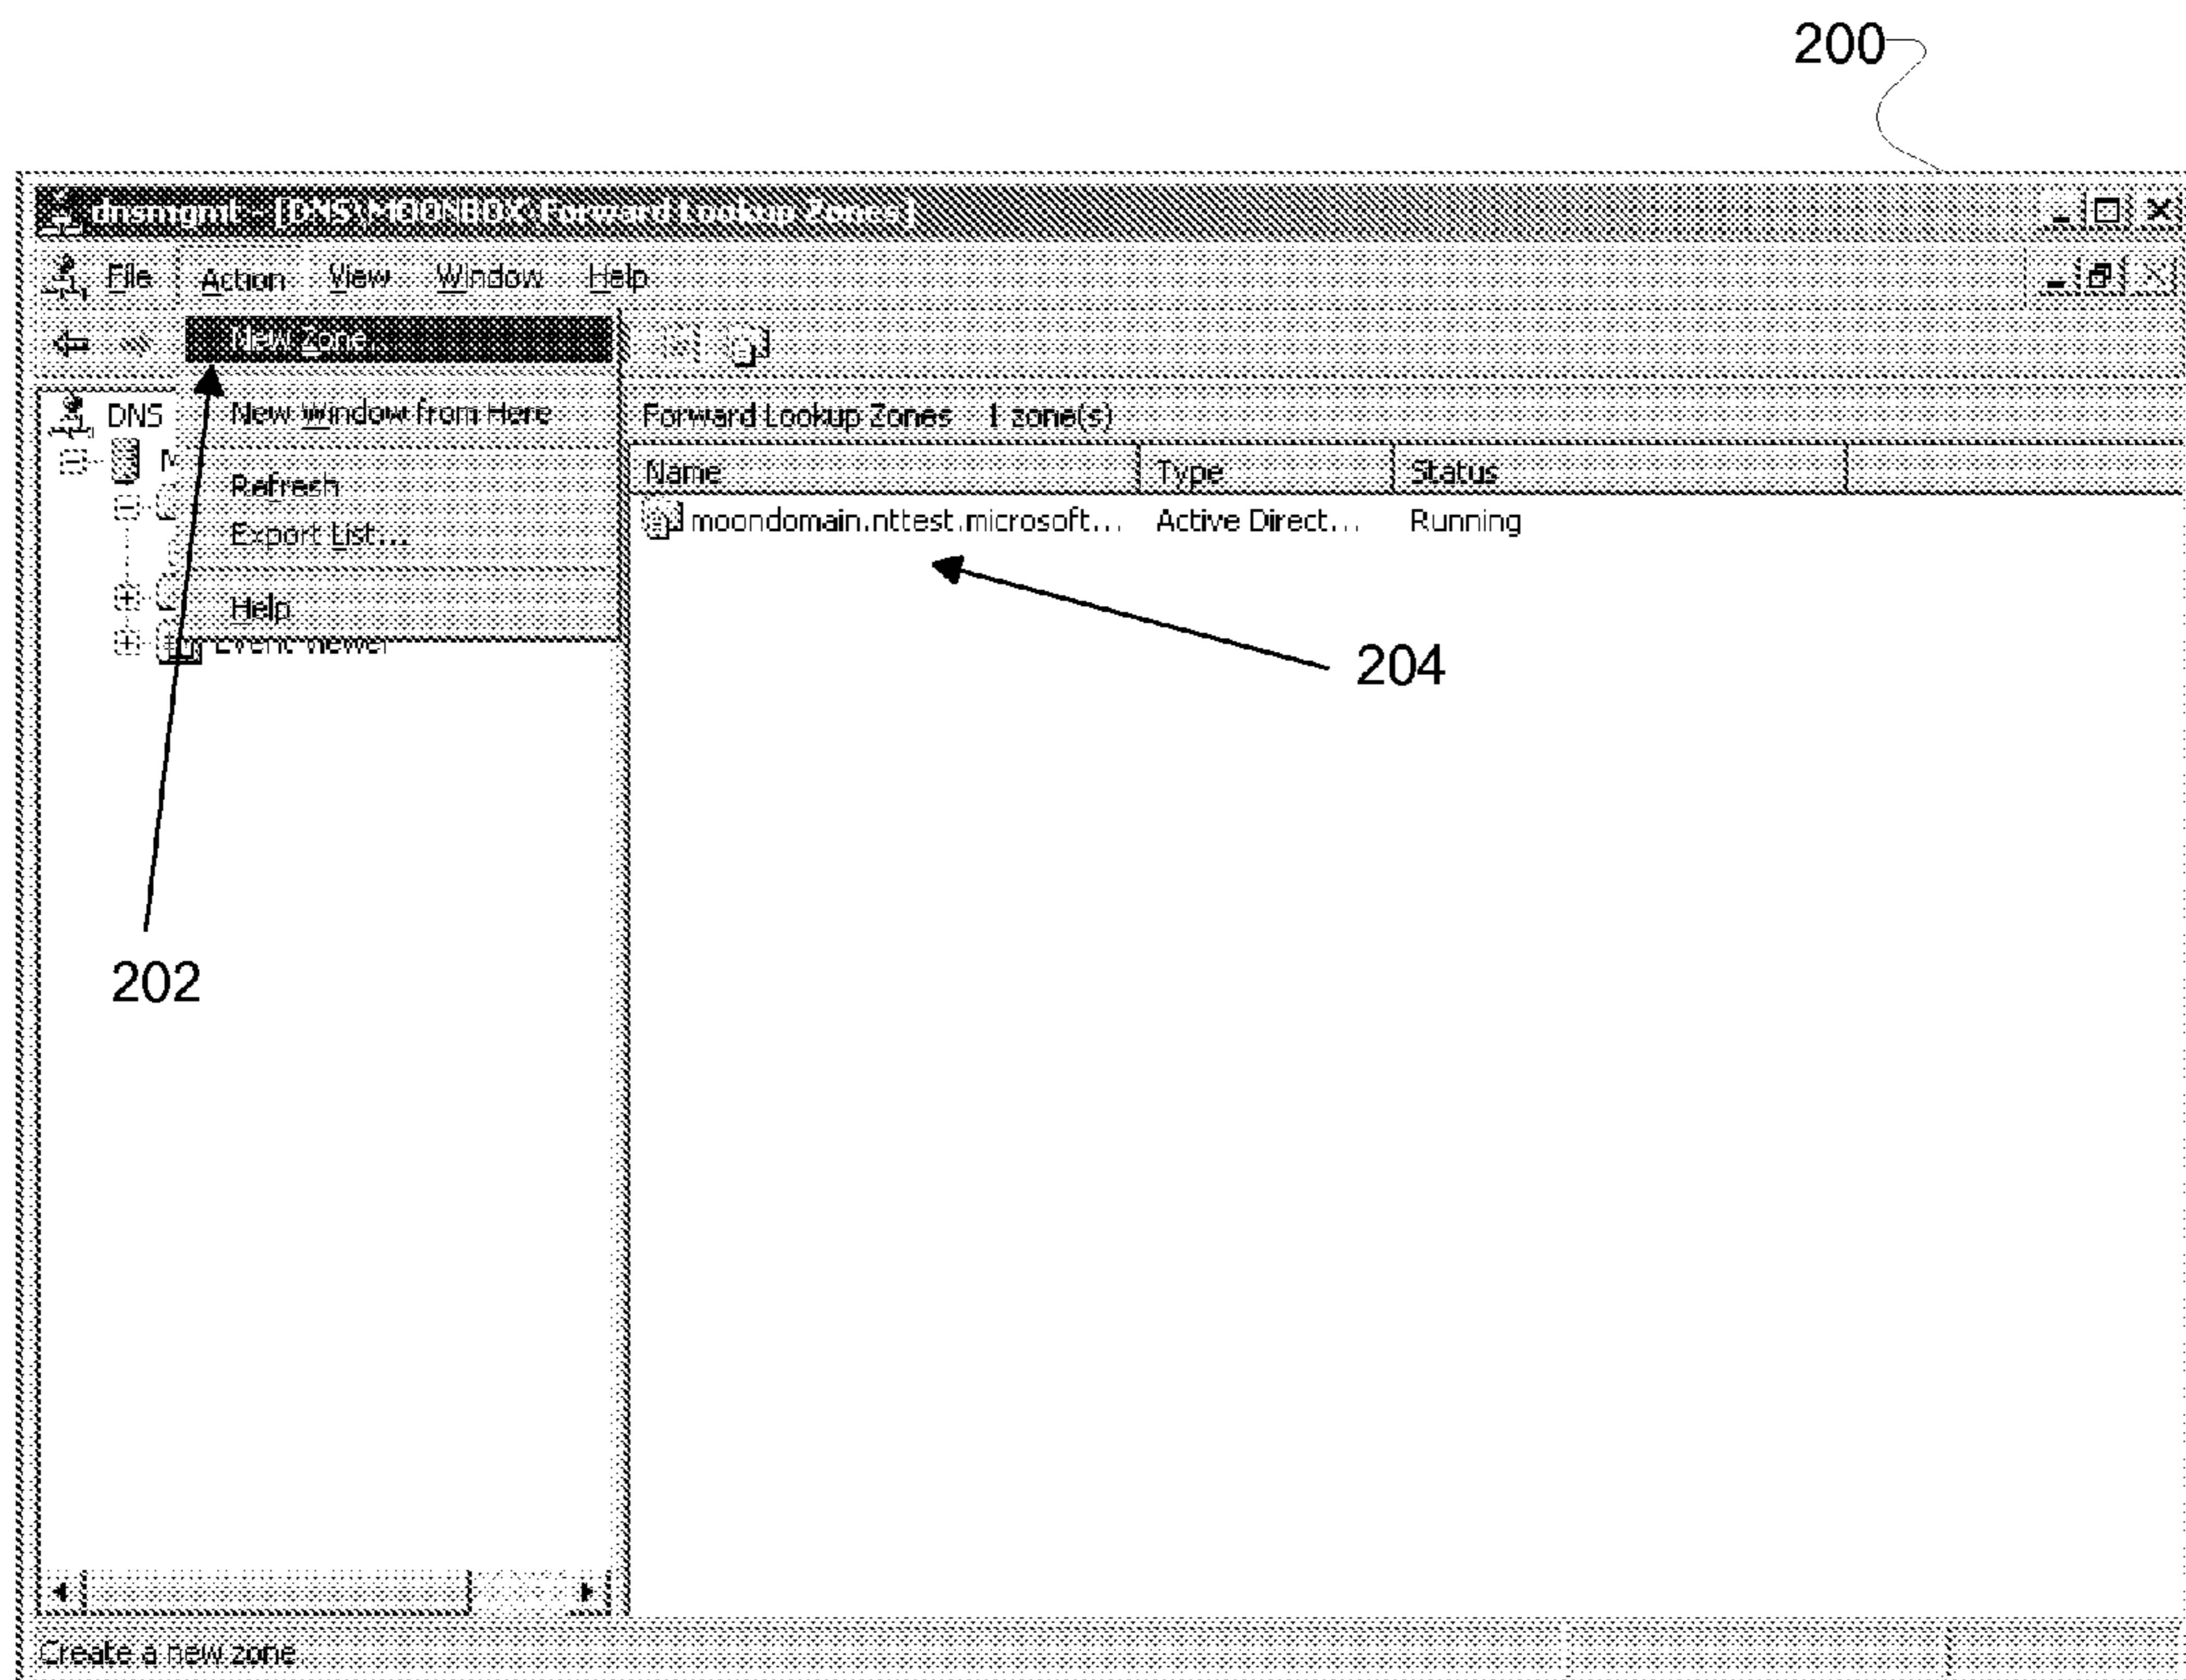 200
dnsmgmt - [DNS\MOONBOX\Forward Lookup Zones]
File Action View Window Help
New Zone...
DNS
New Window from Here
Forward Lookup Zones 1 zone(s)
Name Type Status
Refresh
moondomain.nttest.microsoft... Active Direct... Running
Export List...
Help
Event Viewer
204
202
Create a new zone.